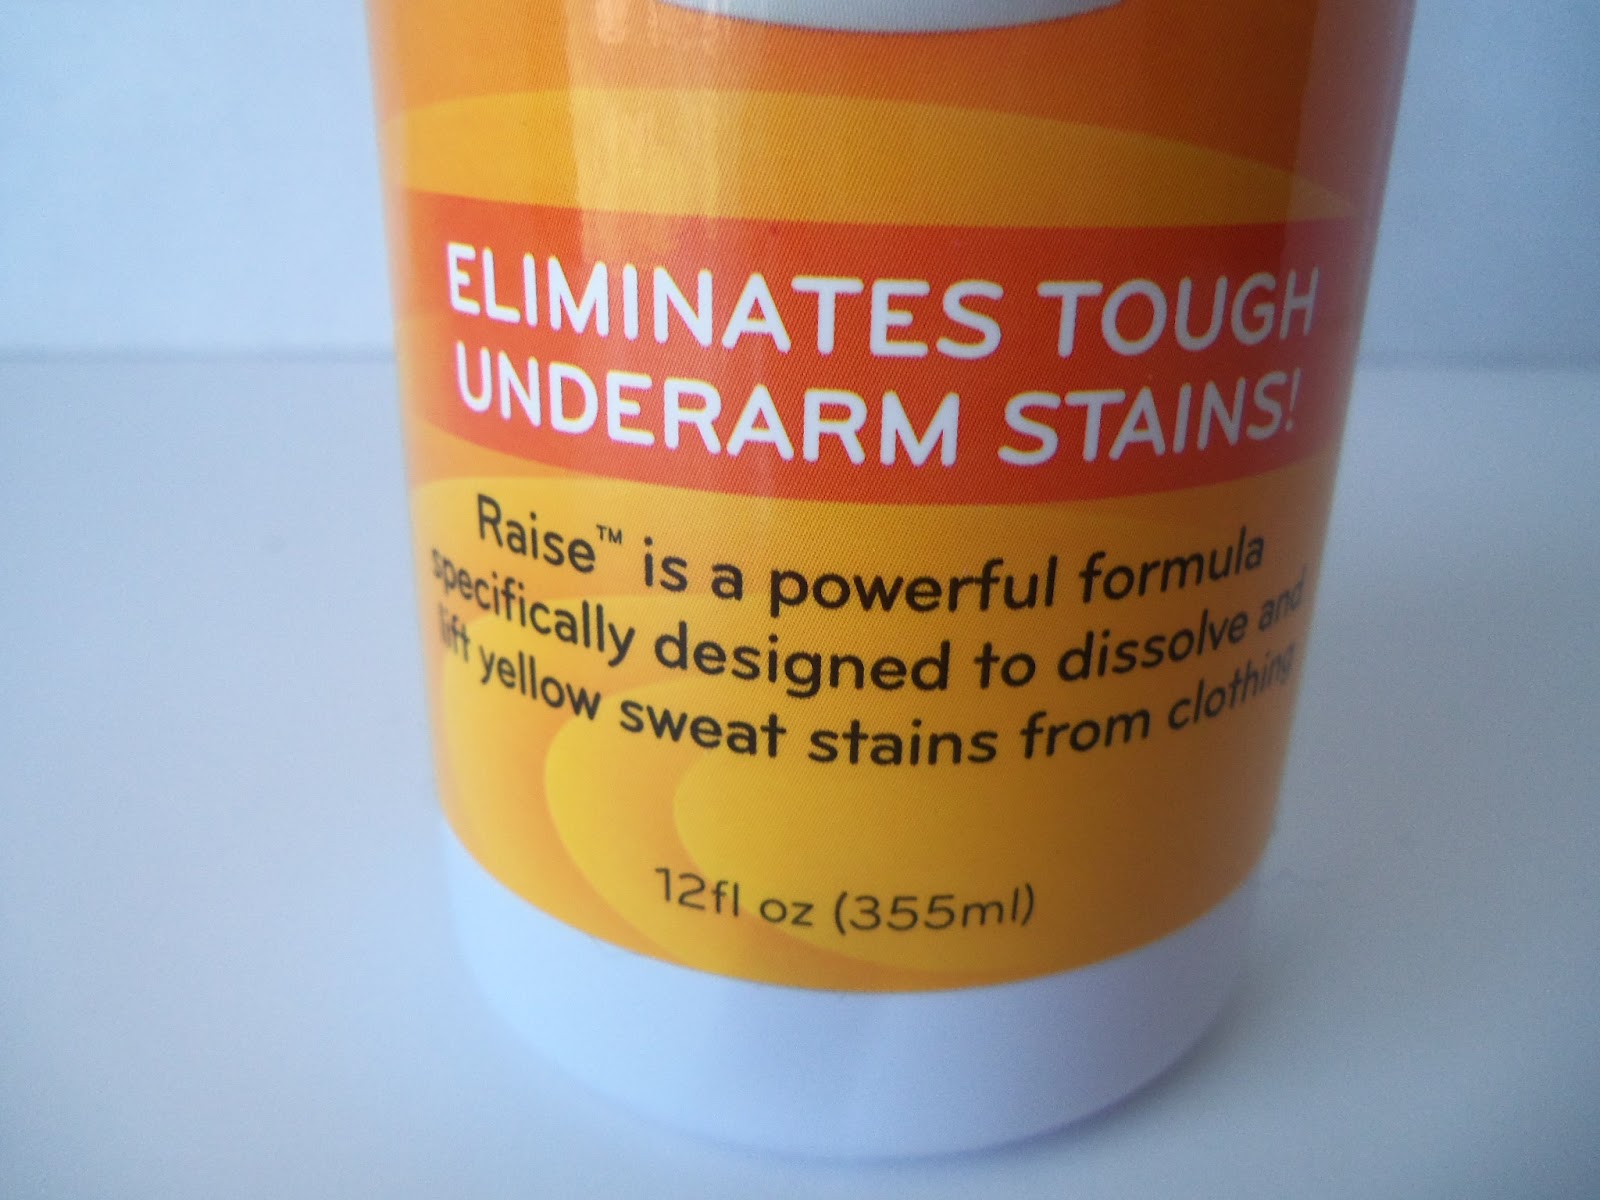 ELIMINATES TOUGH
UNDERARM STAINS!
Raise™ is a powerful formula
specifically designed to dissolve and
lift yellow sweat stains from clothing
12fl oz (355ml)